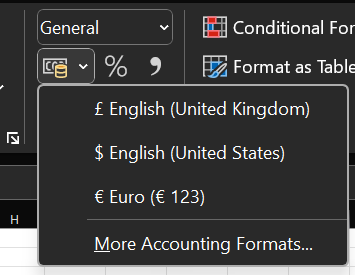 General
Conditional For
%
,
Format as Table
£ English (United Kingdom)
$ English (United States)
€ Euro (€ 123)
H
More Accounting Formats...